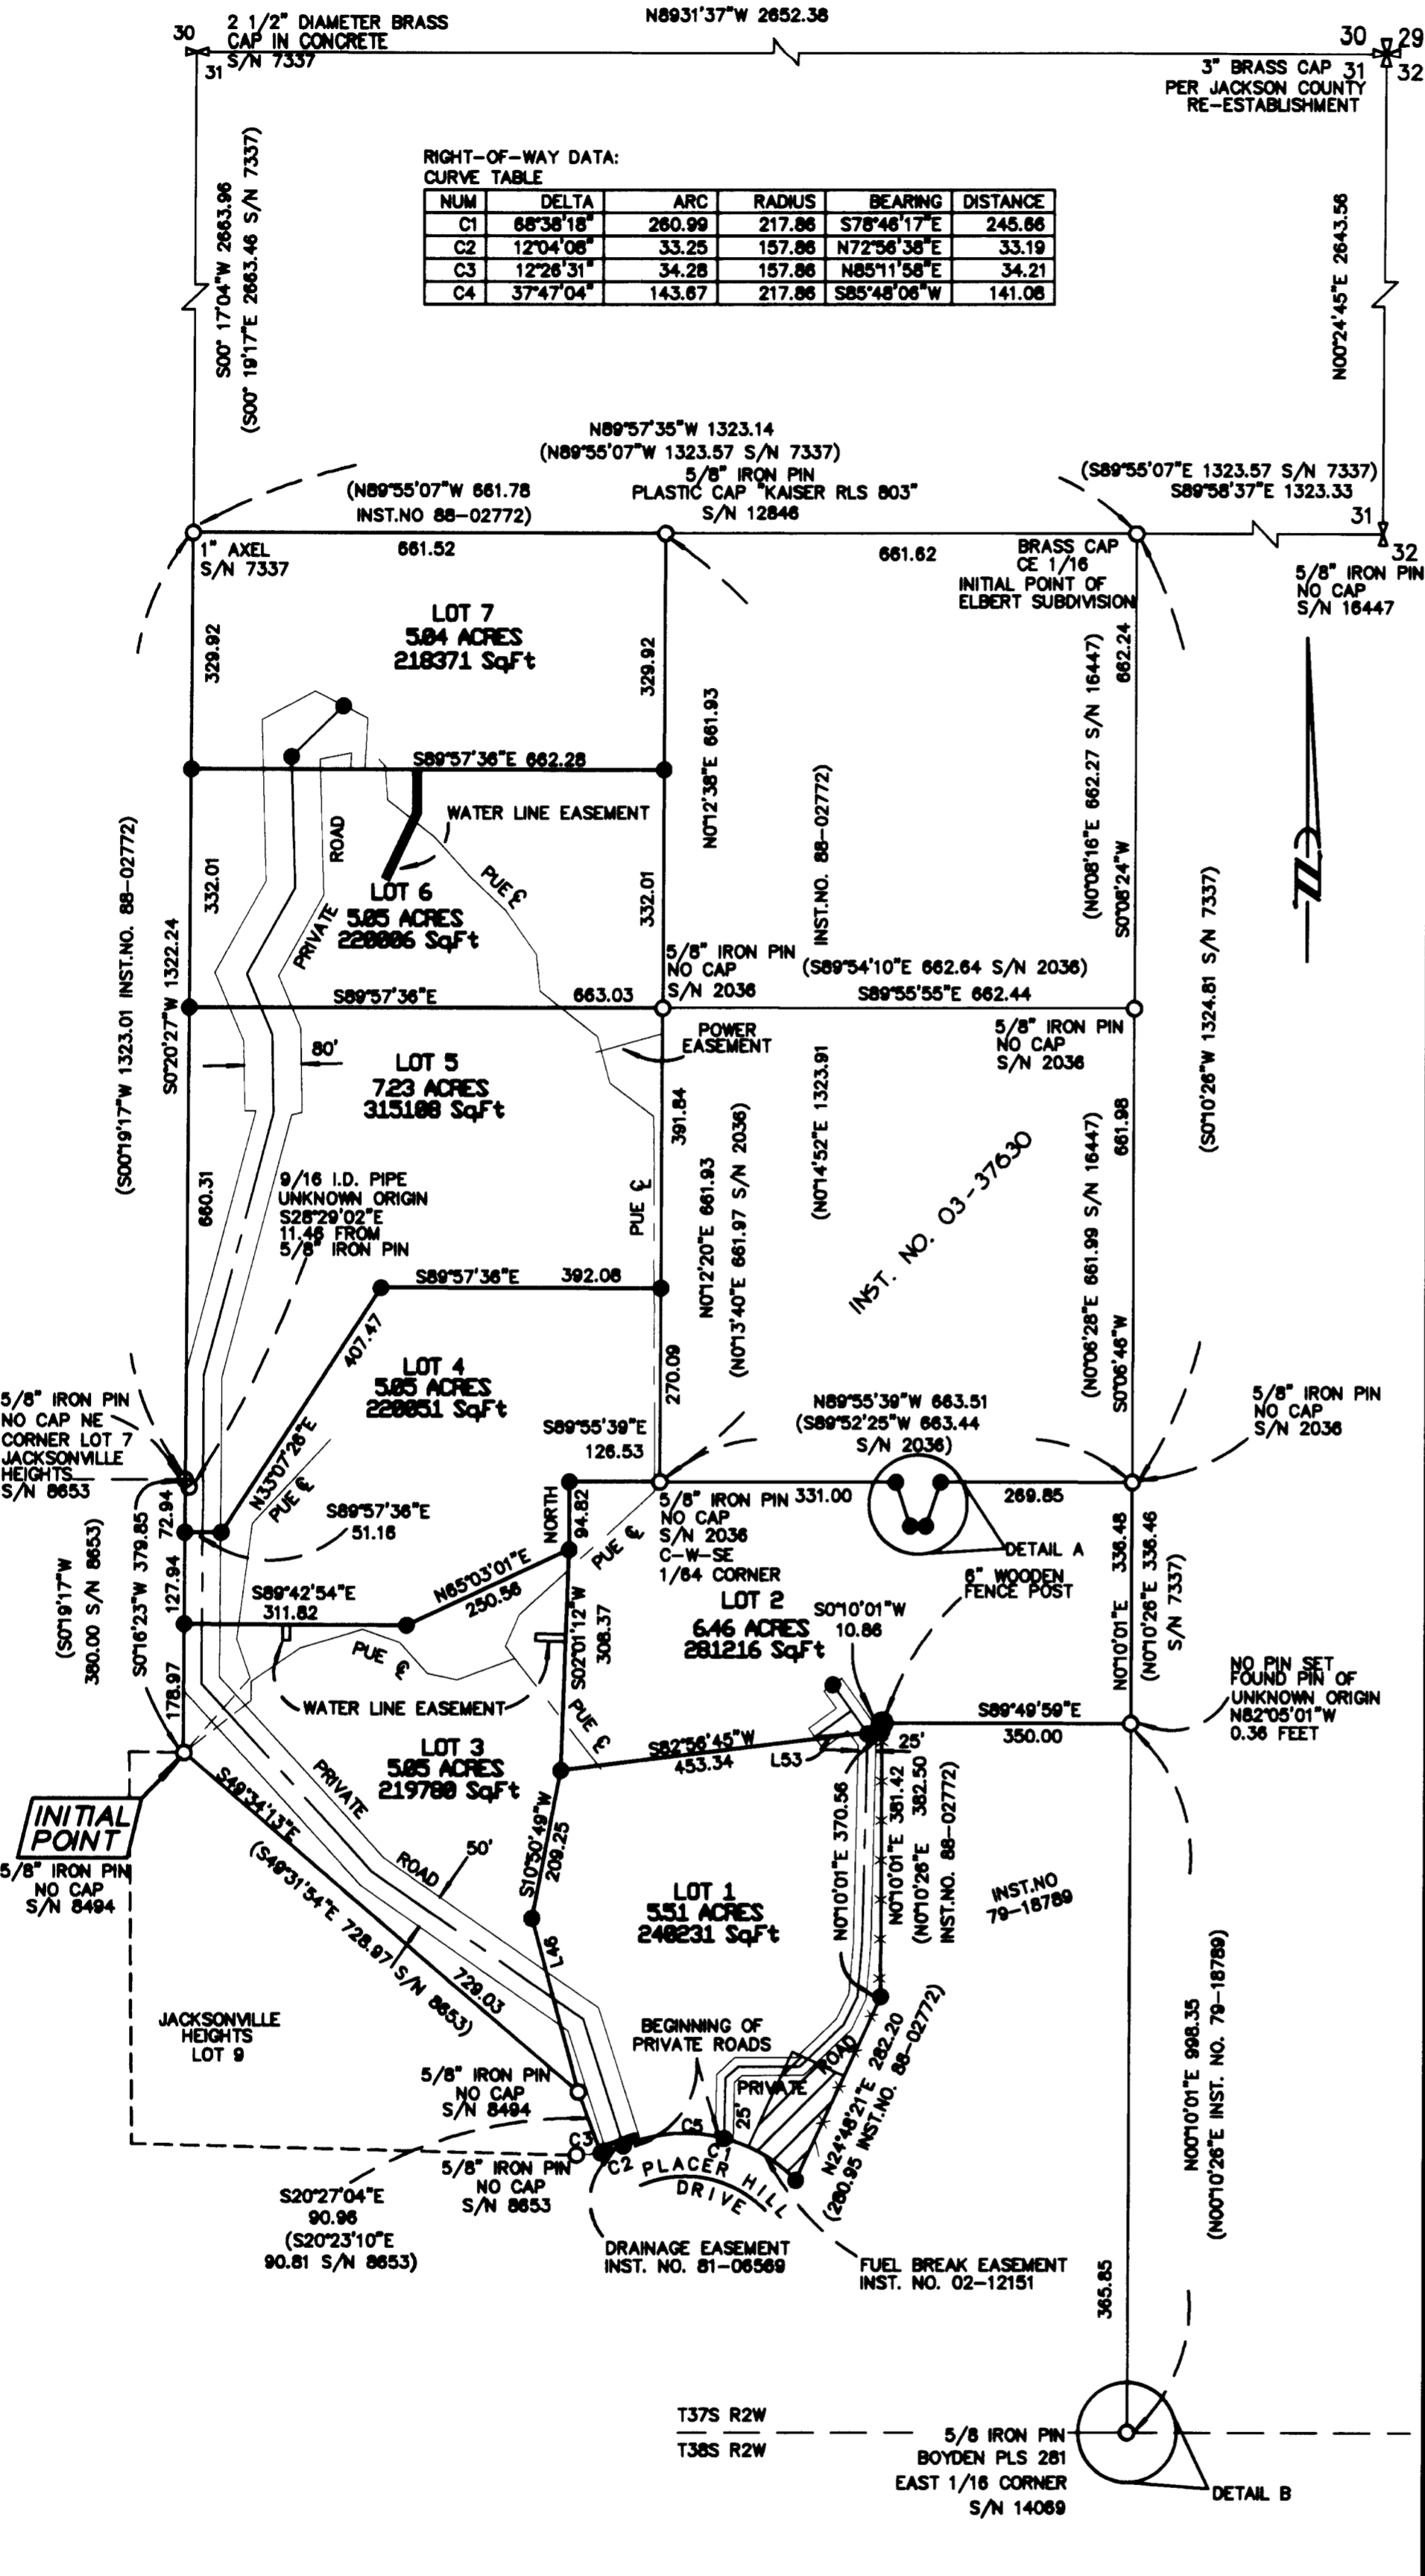 N8931'37"W 2652.38
30
2 1/2" DIAMETER BRASS
CAP IN CONCRETE
S/N 7337
31
30
29
31
32
3" BRASS CAP
PER JACKSON COUNTY
RE-ESTABLISHMENT
S00° 17'04"W 2663.96
(S00° 19'17"E 2663.46 S/N 7337)
RIGHT-OF-WAY DATA:
CURVE TABLE
NUM DELTA ARC RADIUS BEARING DISTANCE
C1 68°38'18" 260.99 217.86 S78°46'17"E 245.66
C2 12°04'06" 33.25 157.86 N72°56'38"E 33.19
C3 12°26'31" 34.28 157.86 N85°11'58"E 34.21
C4 37°47'04" 143.67 217.86 S85°48'06"W 141.08
N00°24'45"E 2643.56
N89°57'35"W 1323.14
(N89°55'07"W 1323.57 S/N 7337)
5/8" IRON PIN
PLASTIC CAP "KAISER RLS 803"
S/N 12846
(N89°55'07"W 661.78
INST.NO 88-02772)
(S89°55'07"E 1323.57 S/N 7337)
S89°58'37"E 1323.33
31
32
1" AXEL
S/N 7337
661.52
661.62
BRASS CAP
CE 1/16
INITIAL POINT OF
ELBERT SUBDIVISION
5/8" IRON PIN
NO CAP
S/N 16447
LOT 7
5.04 ACRES
218371 SqFt
329.92
329.92
N0°12'38"E 661.93
(N0°08'16"E 662.27 S/N 16447)
662.24
S0°08'24"W
S89°57'36"E 662.28
WATER LINE EASEMENT
ROAD
PRIVATE
PUE ℄
LOT 6
5.05 ACRES
220006 SqFt
332.01
332.01
INST.NO. 88-02772)
(S00°19'17"W 1323.01 INST.NO. 88-02772)
S0°20'27"W 1322.24
5/8" IRON PIN
NO CAP
S/N 2036
(S89°54'10"E 662.64 S/N 2036)
S89°55'55"E 662.44
S89°57'36"E 663.03
5/8" IRON PIN
NO CAP
S/N 2036
(S0°10'26"W 1324.81 S/N 7337)
POWER
EASEMENT
80'
LOT 5
7.23 ACRES
315108 SqFt
391.84
(N0°14'52"E 1323.91
661.98
660.31
9/16 I.D. PIPE
UNKNOWN ORIGIN
S28°29'02"E
11.46 FROM
5/8" IRON PIN
PUE ℄
N0°12'20"E 661.93
(N0°13'40"E 661.97 S/N 2036)
INST. NO. 03-37630
(N0°06'28"E 661.99 S/N 16447)
S0°06'46"W
S89°57'36"E 392.08
407.47
N33°07'26"E
LOT 4
5.05 ACRES
220051 SqFt
270.09
5/8" IRON PIN
NO CAP NE
CORNER LOT 7
JACKSONVILLE
HEIGHTS
S/N 8653
S89°55'39"E
126.53
N89°55'39"W 663.51
(S89°52'25"W 663.44
S/N 2036)
5/8" IRON PIN
NO CAP
S/N 2036
PUE ℄
72.94
S89°57'36"E
51.16
NORTH
94.82
5/8" IRON PIN
NO CAP
S/N 2036
C-W-SE
1/64 CORNER
331.00
269.85
DETAIL A
6" WOODEN
FENCE POST
(S0°19'17"W
380.00 S/N 8653)
S0°16'23"W 379.85
127.94
PUE ℄
N65°03'01"E
250.56
S89°42'54"E
311.82
N0°10'01"E 336.48
(N0°10'26"E 336.46
S/N 7337)
LOT 2
6.46 ACRES
281216 SqFt
S0°10'01"W
10.86
S02°01'12"W
308.37
PUE ℄
WATER LINE EASEMENT
178.97
NO PIN SET
FOUND PIN OF
UNKNOWN ORIGIN
N82°05'01"W
0.36 FEET
S89°49'59"E
350.00
PUE ℄
S82°56'45"W
453.34
L53
25'
LOT 3
5.05 ACRES
219780 SqFt
PRIVATE
ROAD
50'
INITIAL
POINT
5/8" IRON PIN
NO CAP
S/N 8494
S49°34'13"E
(S49°31'54"E 728.97 S/N 8653)
729.03
S10°50'49"W
209.25
L46
LOT 1
5.51 ACRES
240231 SqFt
N0°10'01"E 370.56
N0°10'01"E 381.42
(N0°10'26"E 382.50
INST.NO. 88-02772)
INST.NO
79-18789
JACKSONVILLE
HEIGHTS
LOT 9
BEGINNING OF
PRIVATE ROADS
PRIVATE
ROAD
25'
N24°48'21"E 282.20
(280.95 INST.NO. 88-02772)
N00°10'01"E 998.35
(N00°10'26"E INST. NO. 79-18789)
5/8" IRON PIN
NO CAP
S/N 8494
C3
C2
C5
C1
PLACER HILL
DRIVE
5/8" IRON PIN
NO CAP
S/N 8653
S20°27'04"E
90.96
(S20°23'10"E
90.81 S/N 8653)
DRAINAGE EASEMENT
INST. NO. 81-06569
FUEL BREAK EASEMENT
INST. NO. 02-12151
365.85
T37S R2W
T38S R2W
5/8 IRON PIN
BOYDEN PLS 281
EAST 1/16 CORNER
S/N 14069
DETAIL B